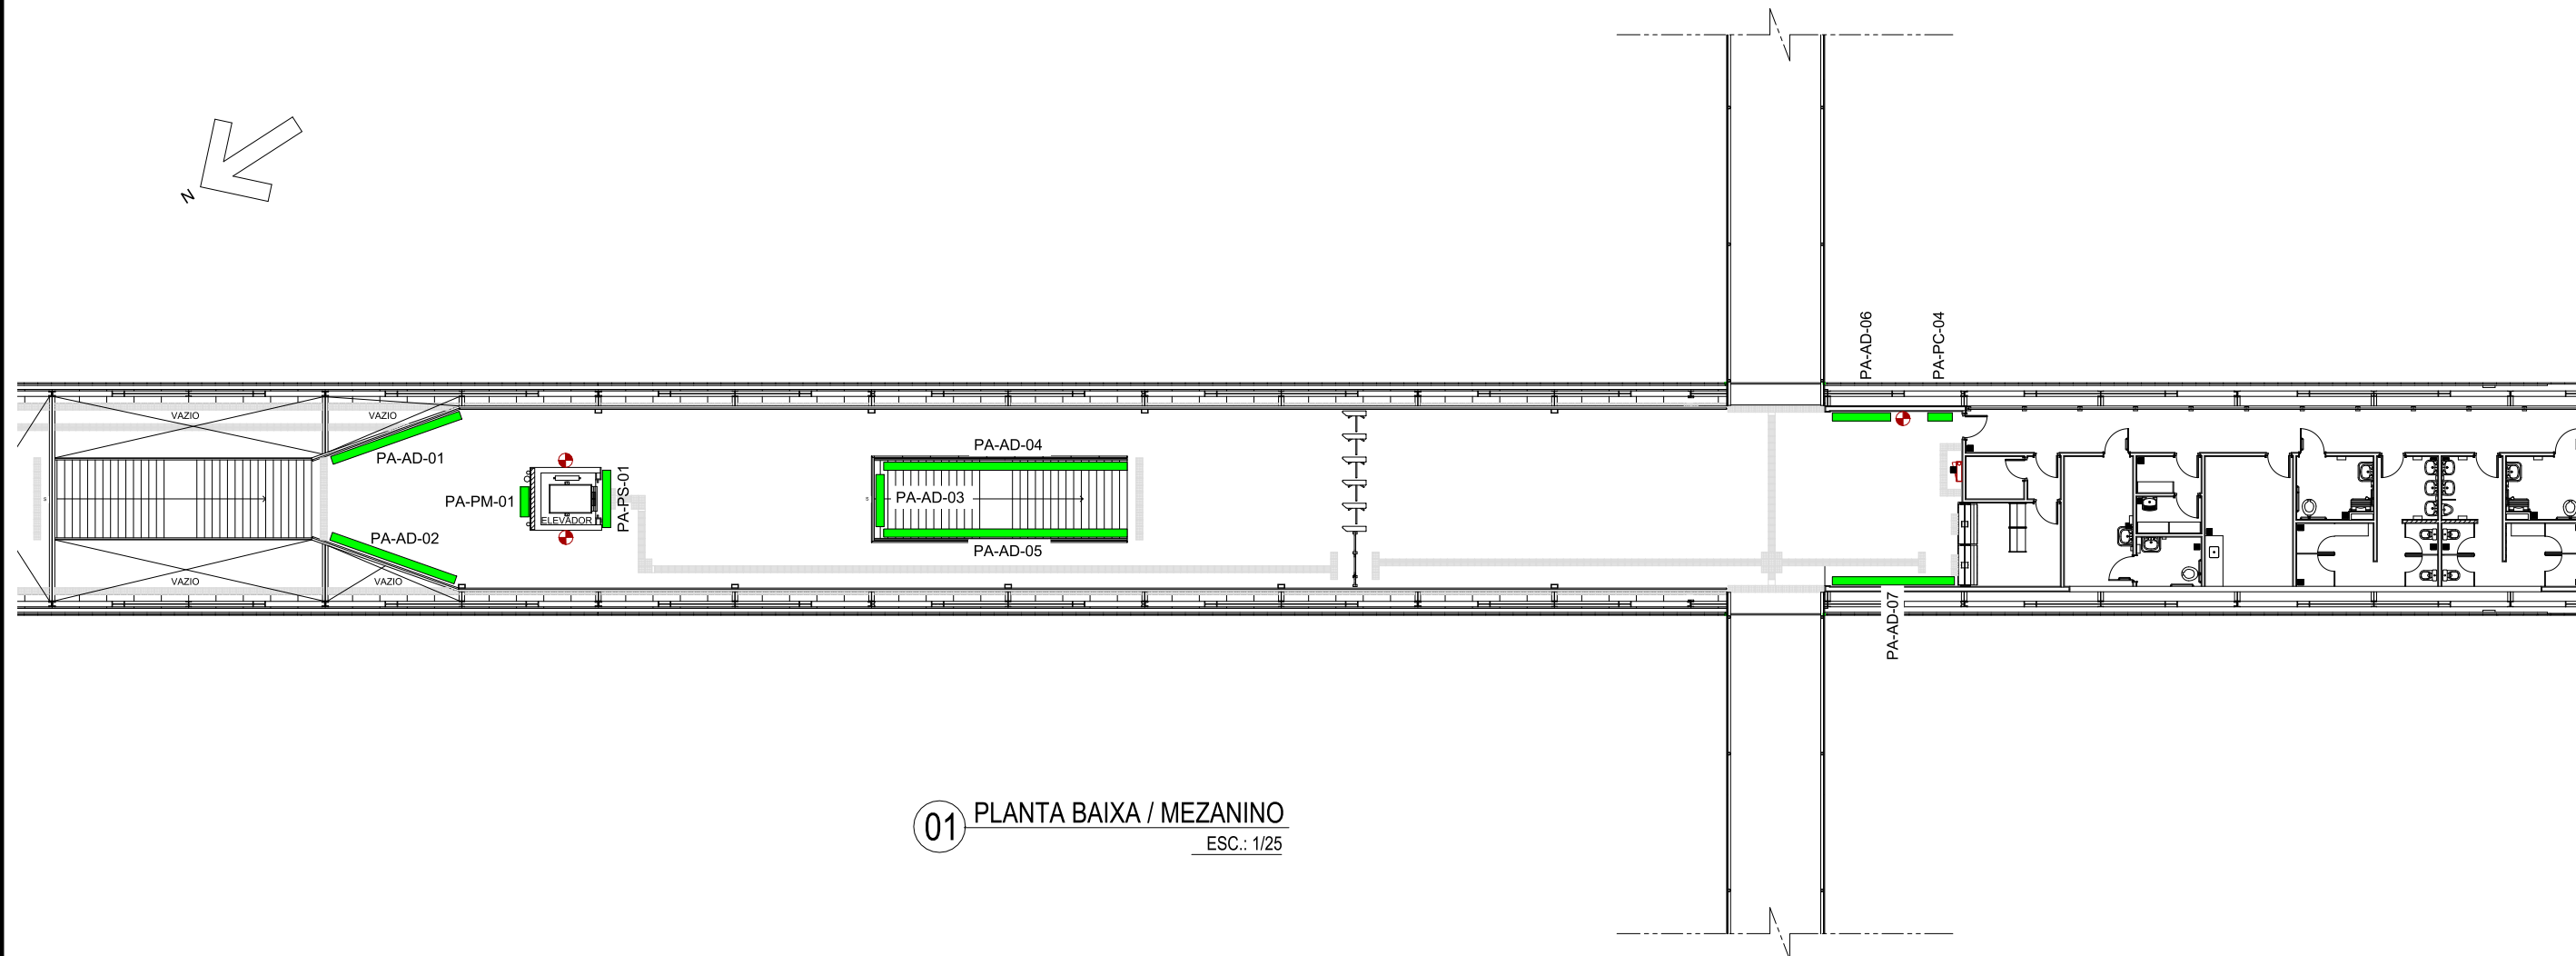 N
PA-AD-06
PA-PC-04
VAZIO
VAZIO
PA-AD-01
PA-AD-04
PA-PM-01
ELEVADOR
PA-PS-01
S
S
PA-AD-03
PA-AD-02
PA-AD-05
VAZIO
VAZIO
PA-AD-07
01
PLANTA BAIXA / MEZANINO
ESC.: 1/25